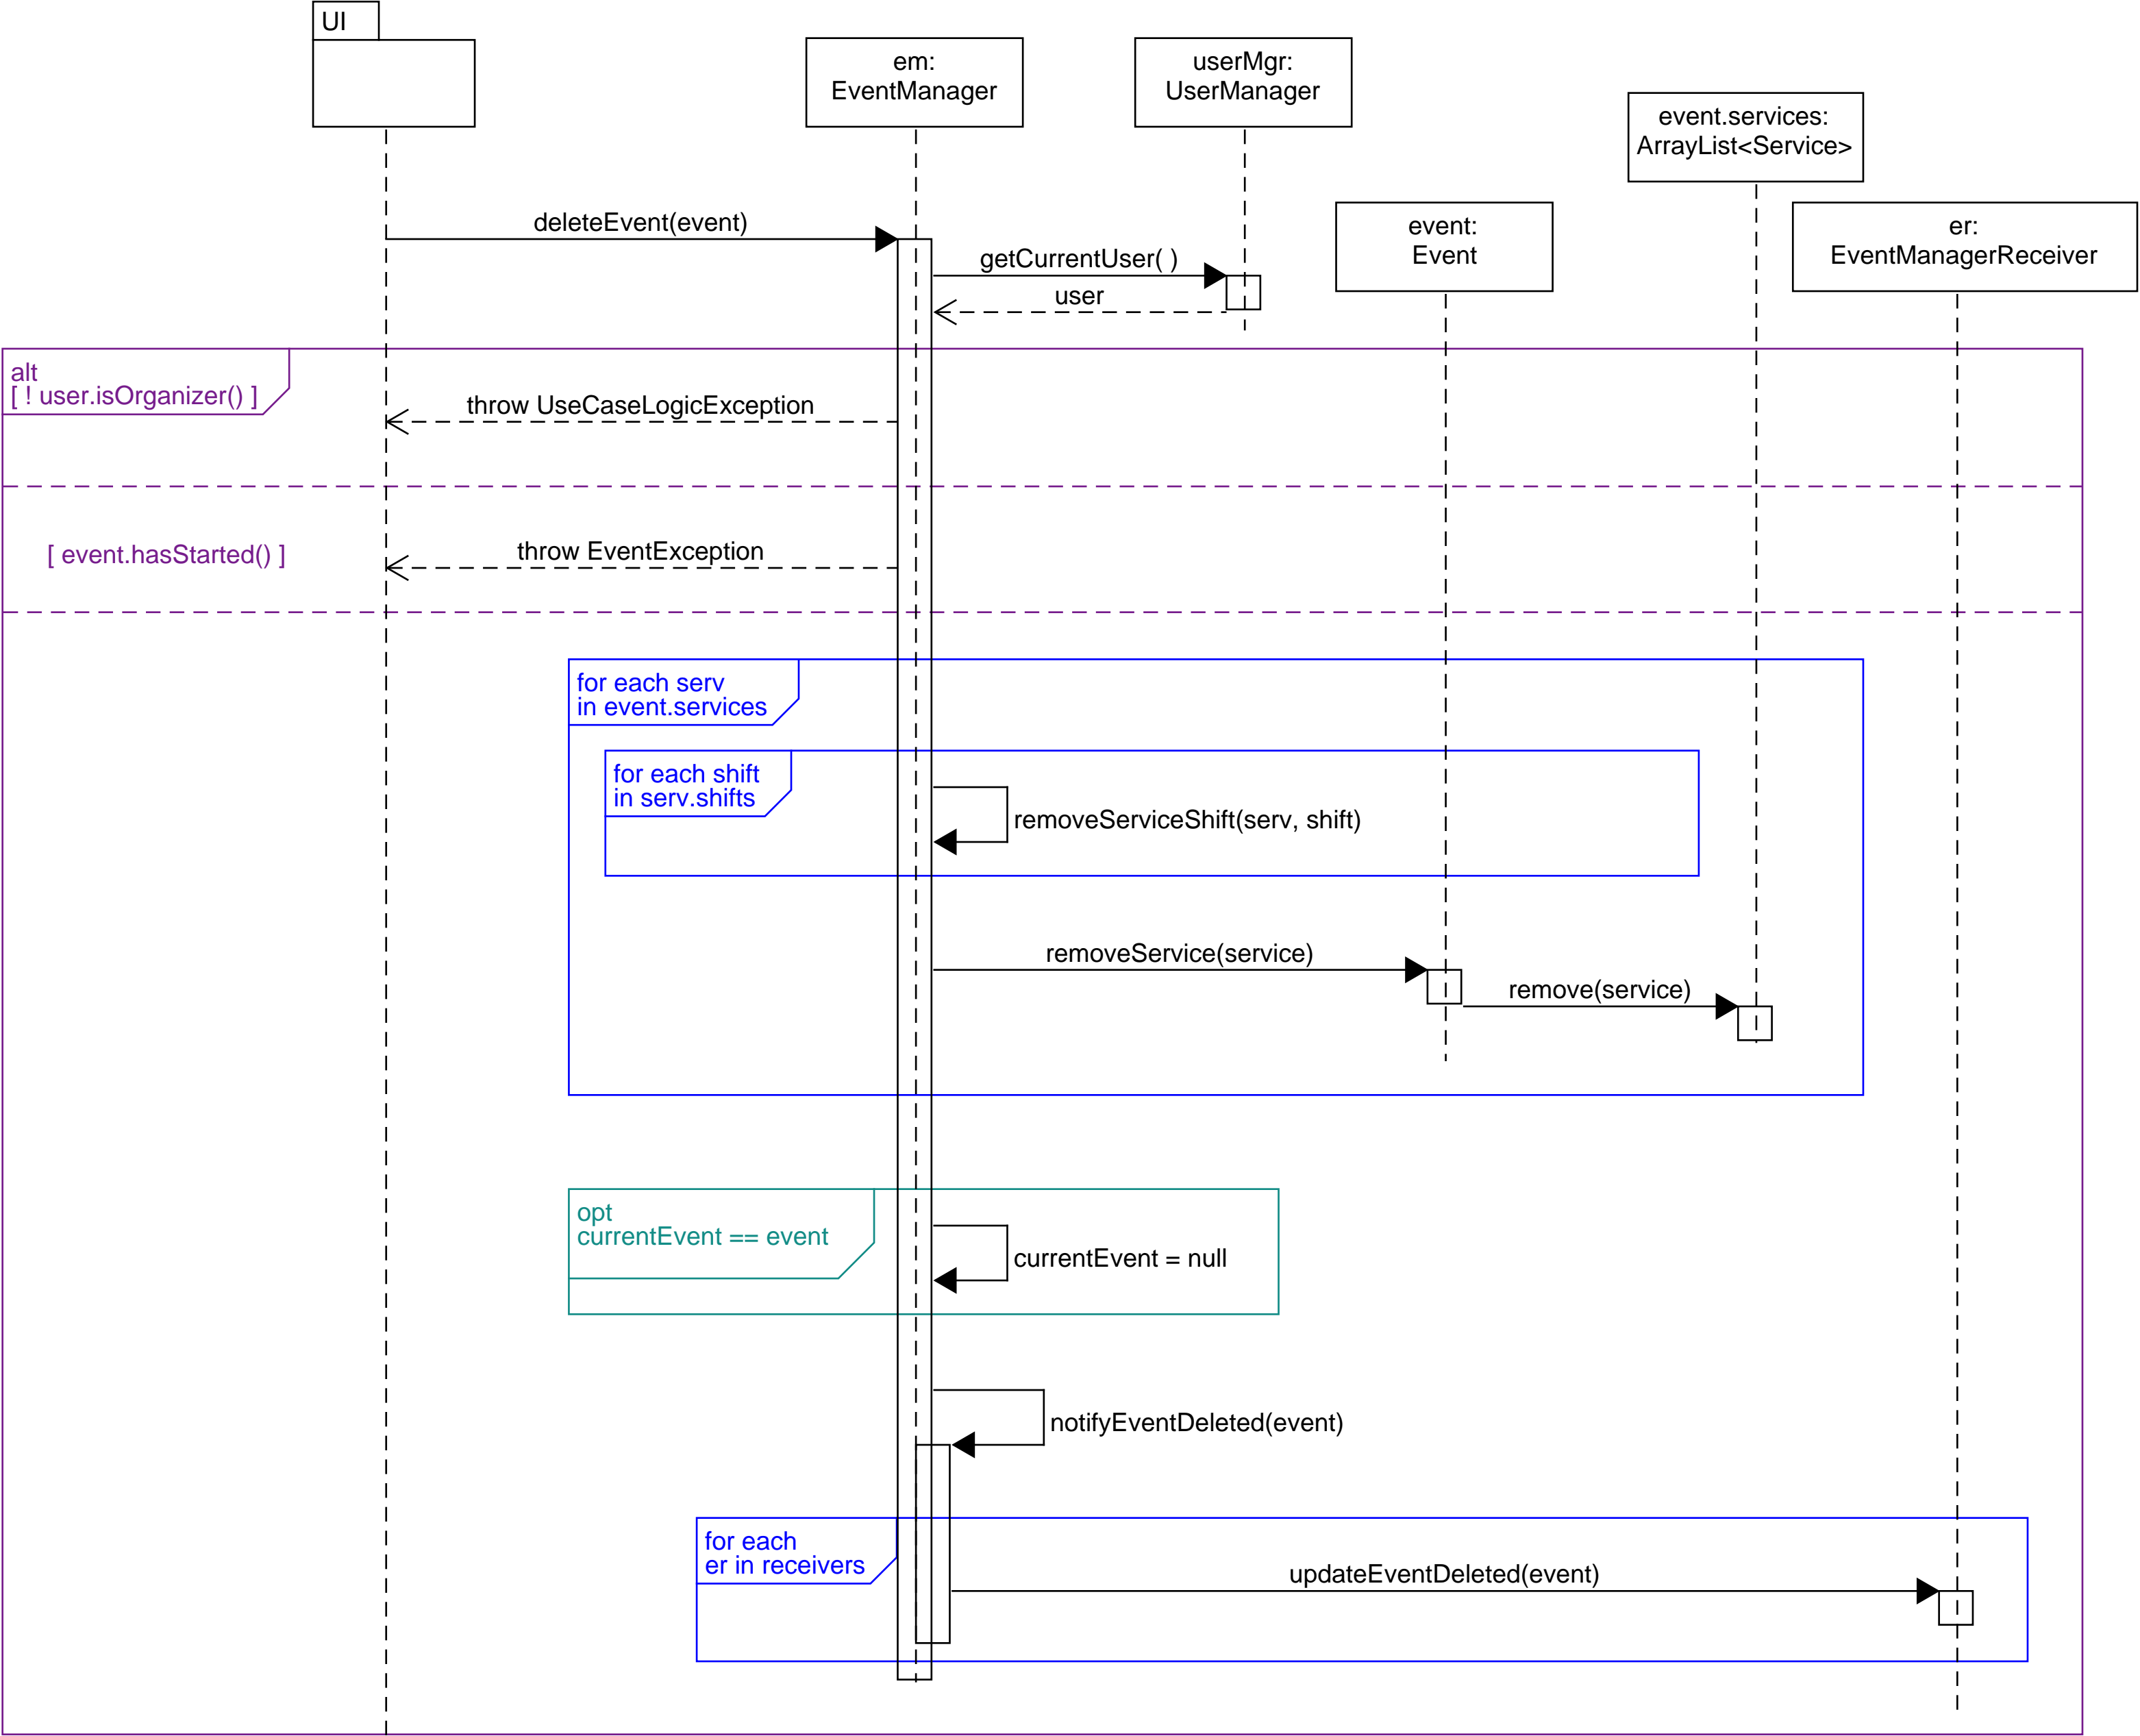 UI
em:
EventManager
userMgr:
UserManager
event.services:
ArrayList<Service>
event:
Event
er:
EventManagerReceiver
deleteEvent(event)
getCurrentUser( )
user
alt
[ ! user.isOrganizer() ]
throw UseCaseLogicException
[ event.hasStarted() ]
throw EventException
for each serv
in event.services
for each shift
in serv.shifts
removeServiceShift(serv, shift)
removeService(service)
remove(service)
opt
currentEvent == event
currentEvent = null
notifyEventDeleted(event)
for each
er in receivers
updateEventDeleted(event)